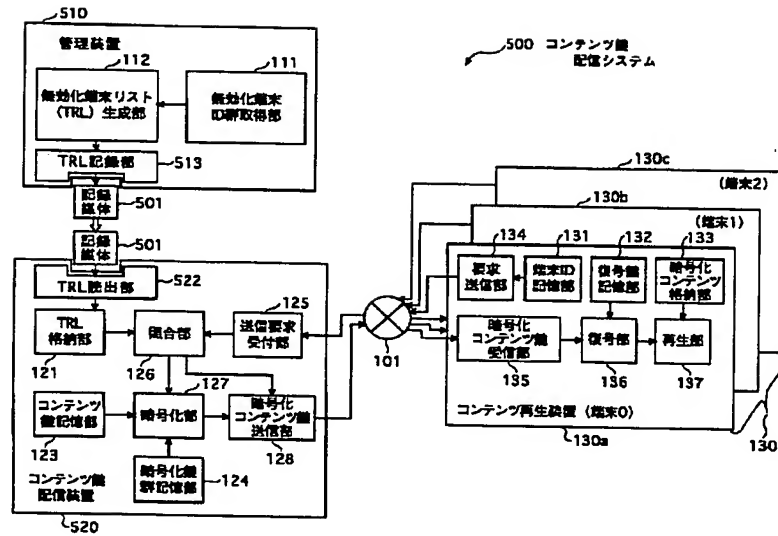 510
管理装置
500 コンテンツ鍵
配信システム
112
111
無効化端末リスト
(TRL) 生成部
無効化端末
ID群取得部
TRL記録部
513
501
記録
媒体
記録
媒体
501
TRL読出部
522
TRL
格納部
121
照合部
126
送信要求
受付部
125
101
コンテンツ
鍵記憶部
123
暗号化部
127
暗号化
コンテンツ鍵
送信部
128
暗号化鍵
群記憶部
124
コンテンツ鍵
配信装置
520
130c
(端末2)
130b
(端末1)
134
131
132
133
要求
送信部
端末ID
記憶部
復号鍵
記憶部
暗号化
コンテンツ
格納部
暗号化
コンテンツ鍵
受信部
135
復号部
136
再生部
137
コンテンツ再生装置(端末0)
130a
130